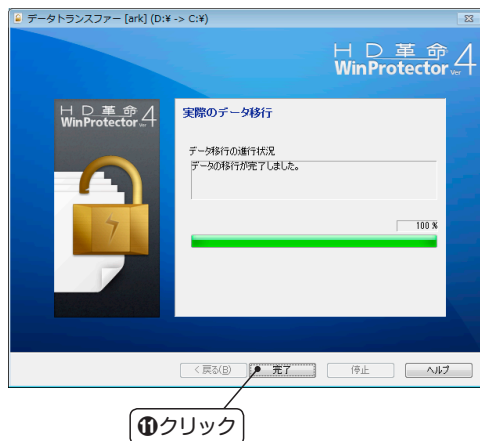 データトランスファー [ark] (D:¥ -> C:¥)
HD革命4
WinProtector Ver
HD革命4
WinProtector Ver
実際のデータ移行
データ移行の進行状況
データの移行が完了しました。
100 %
< 戻る(B)
完了
停止
ヘルプ
⓫クリック